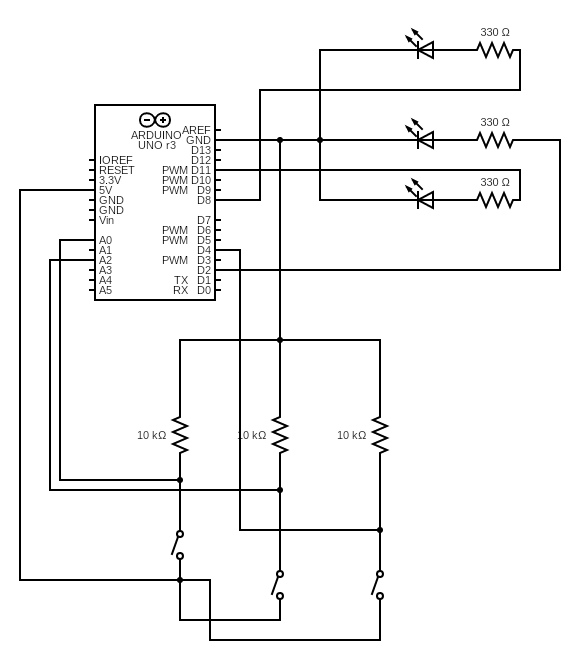 330 Ω
330 Ω
330 Ω
ARDUINO
UNO r3
AREF
GND
D13
IOREF D12
RESET PWM D11
3.3V PWM D10
5V PWM D9
GND D8
GND
Vin D7
PWM D6
A0 PWM D5
A1 D4
A2 PWM D3
A3 D2
A4 TX D1
A5 RX D0
10 kΩ 10 kΩ 10 kΩ